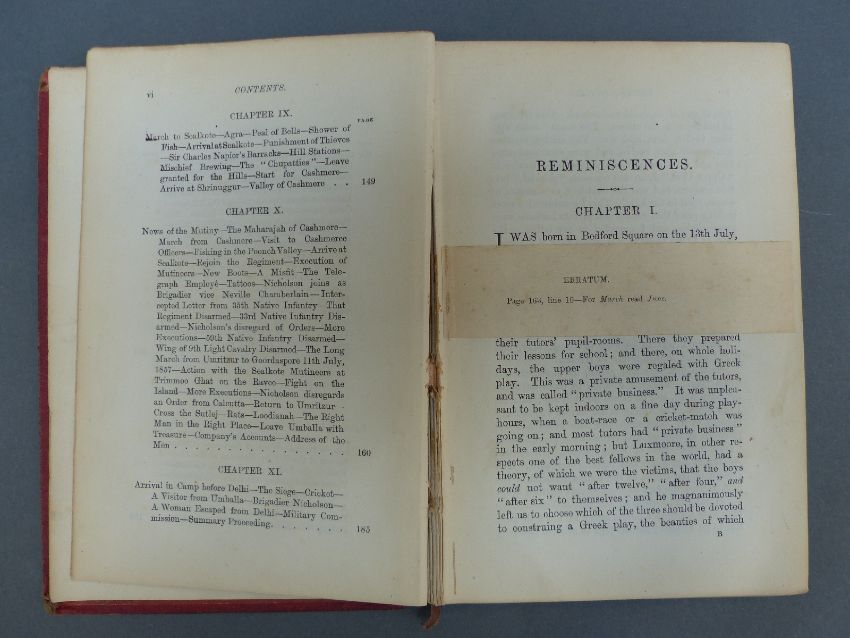 vi
CONTENTS.
CHAPTER IX.
PAGE
March to Sealkote—Agra—Peal of Bells—Shower of
Fish—Arrival at Sealkote—Punishment of Thieves
—Sir Charles Napier's Barracks—Hill Stations—
Mischief Brewing—The "Chupatties"—Leave
granted for the Hills—Start for Cashmere—
Arrive at Shrinuggur—Valley of Cashmere . . 149
CHAPTER X.
News of the Mutiny—The Maharajah of Cashmere—
March from Cashmere—Visit to Cashmere
Officers—Fishing in the Peench Valley—Arrive at
Sealkote—Rejoin the Regiment—Execution of
Mutineers—New Boots—A Misfit—The Tele-
graph Employé—Tattoos—Nicholson joins as
Brigadier vice Neville Chamberlain—Inter-
cepted Letter from 35th Native Infantry—That
Regiment Disarmed—33rd Native Infantry Dis-
armed—Nicholson's disregard of Orders—More
Executions—59th Native Infantry Disarmed—
Wing of 9th Light Cavalry Disarmed—The Long
March from Umritzur to Goordaspore 11th July,
1857—Action with the Sealkote Mutineers at
Trimmoo Ghat on the Ravee—Fight on the
Island—More Executions—Nicholson disregards
an Order from Calcutta—Return to Umritzur—
Cross the Sutlej—Rats—Loodianah—The Right
Man in the Right Place—Leave Umballa with
Treasure—Company's Accounts—Address of the
Men . . . . . . . . . . . . . . . . 160
CHAPTER XI.
Arrival in Camp before Delhi—The Siege—Cricket—
A Visitor from Umballa—Brigadier Nicholson—
A Woman Escaped from Delhi—Military Com-
mission—Summary Proceeding. . . . . . . 185
REMINISCENCES.
CHAPTER I.
I WAS born in Bedford Square on the 13th July,
ERRATUM.
Page 163, line 10—For March read June.
their tutors' pupil-rooms. There they prepared
their lessons for school; and there, on whole holi-
days, the upper boys were regaled with Greek
play. This was a private amusement of the tutors,
and was called "private business." It was unplea-
sant to be kept indoors on a fine day during play-
hours, when a boat-race or a cricket-match was
going on; and most tutors had "private business"
in the early morning; but Luxmoore, in other re-
spects one of the best fellows in the world, had a
theory, of which we were the victims, that the boys
could not want "after twelve," "after four," and
"after six" to themselves; and he magnanimously
left us to choose which of the three should be devoted
to construing a Greek play, the beauties of which
B